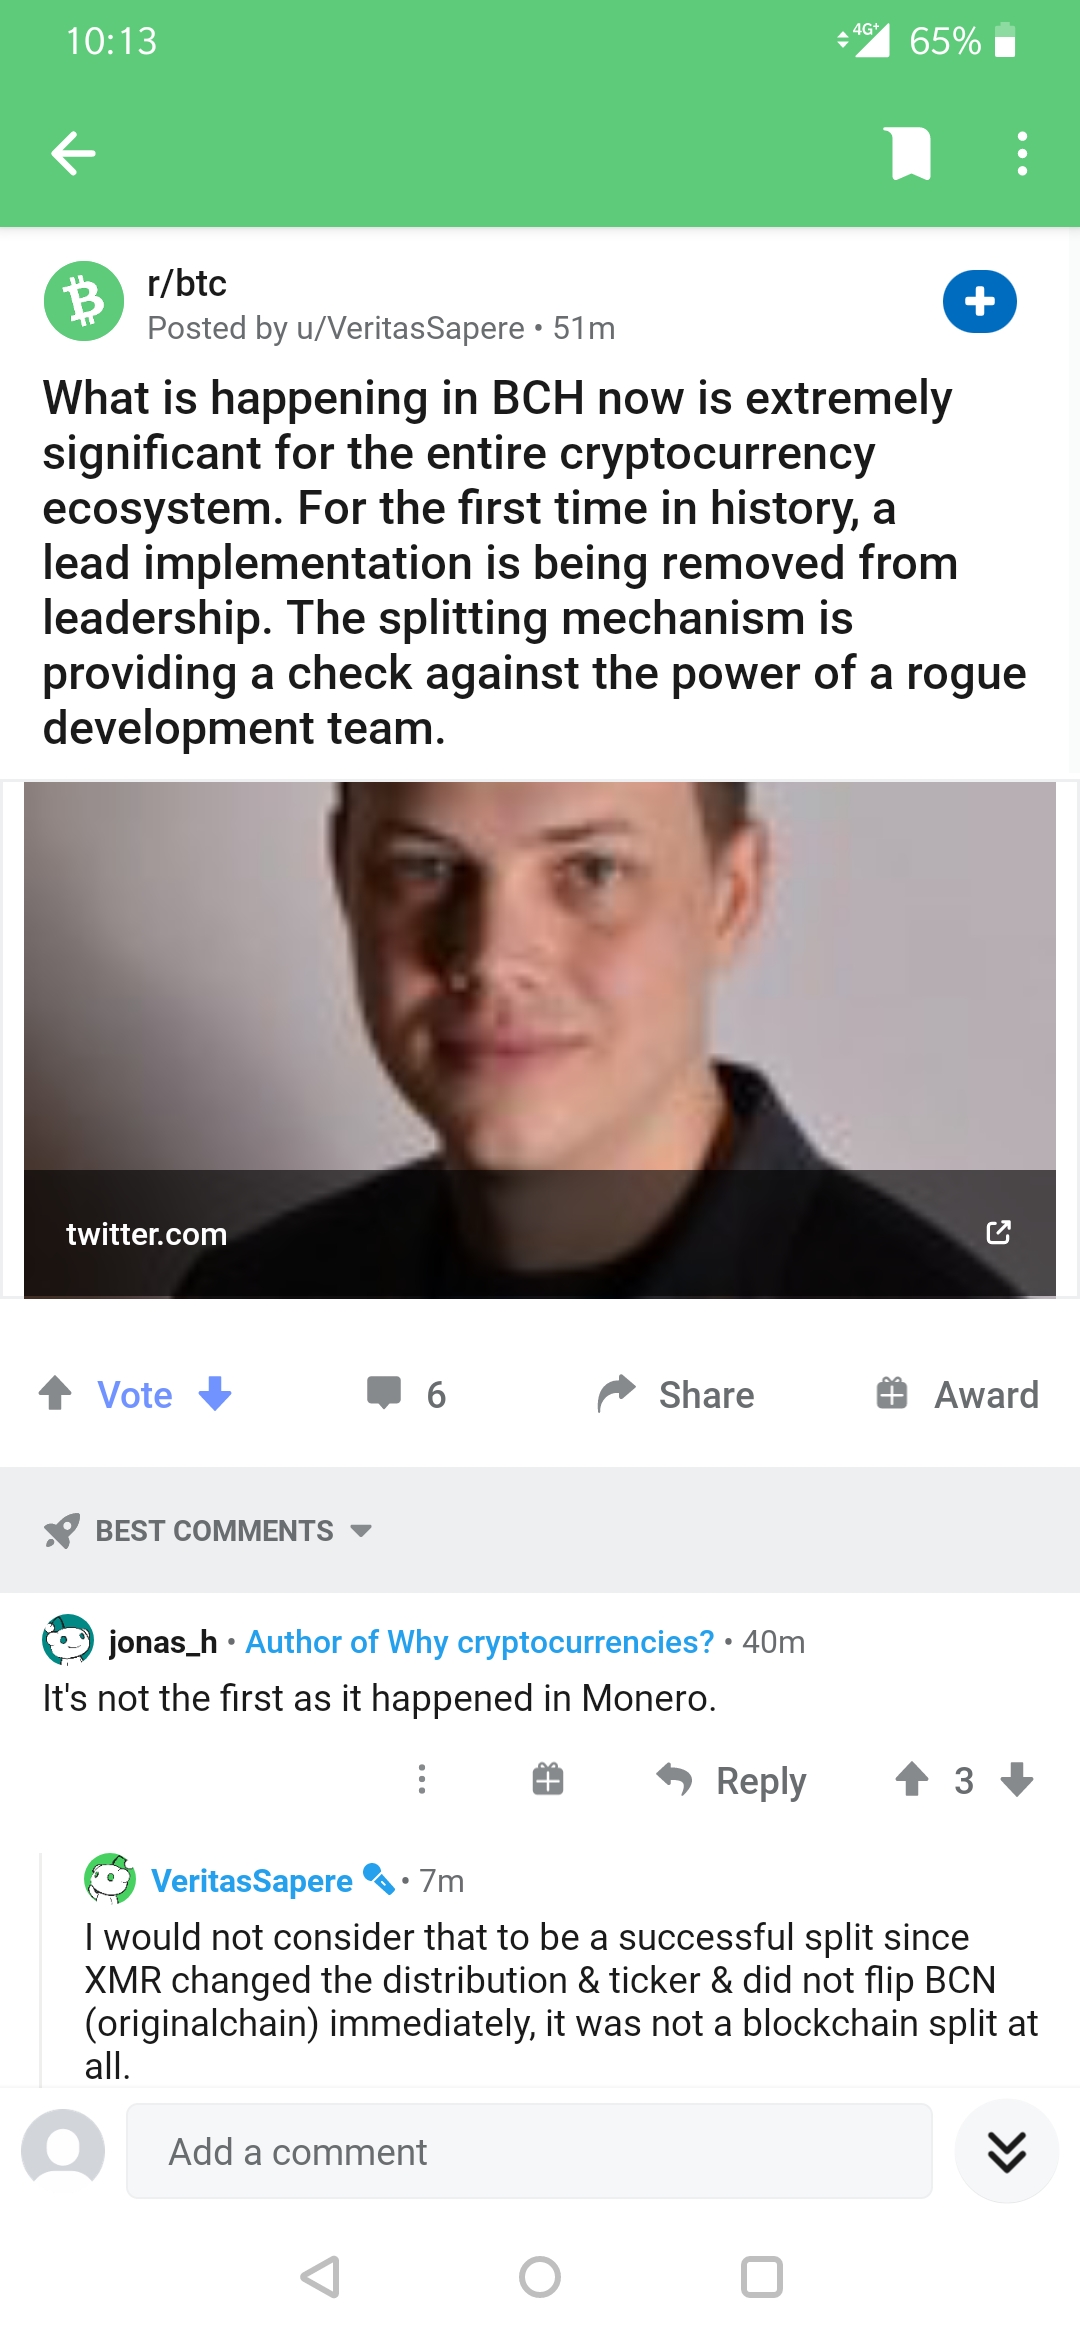 10:13
4G+ 65%
r/btc
Posted by u/VeritasSapere • 51m
What is happening in BCH now is extremely
significant for the entire cryptocurrency
ecosystem. For the first time in history, a
lead implementation is being removed from
leadership. The splitting mechanism is
providing a check against the power of a rogue
development team.
twitter.com
Vote 6 Share Award
BEST COMMENTS
jonas_h • Author of Why cryptocurrencies? • 40m
It's not the first as it happened in Monero.
Reply 3
VeritasSapere • 7m
I would not consider that to be a successful split since
XMR changed the distribution & ticker & did not flip BCN
(originalchain) immediately, it was not a blockchain split at
all.
Add a comment